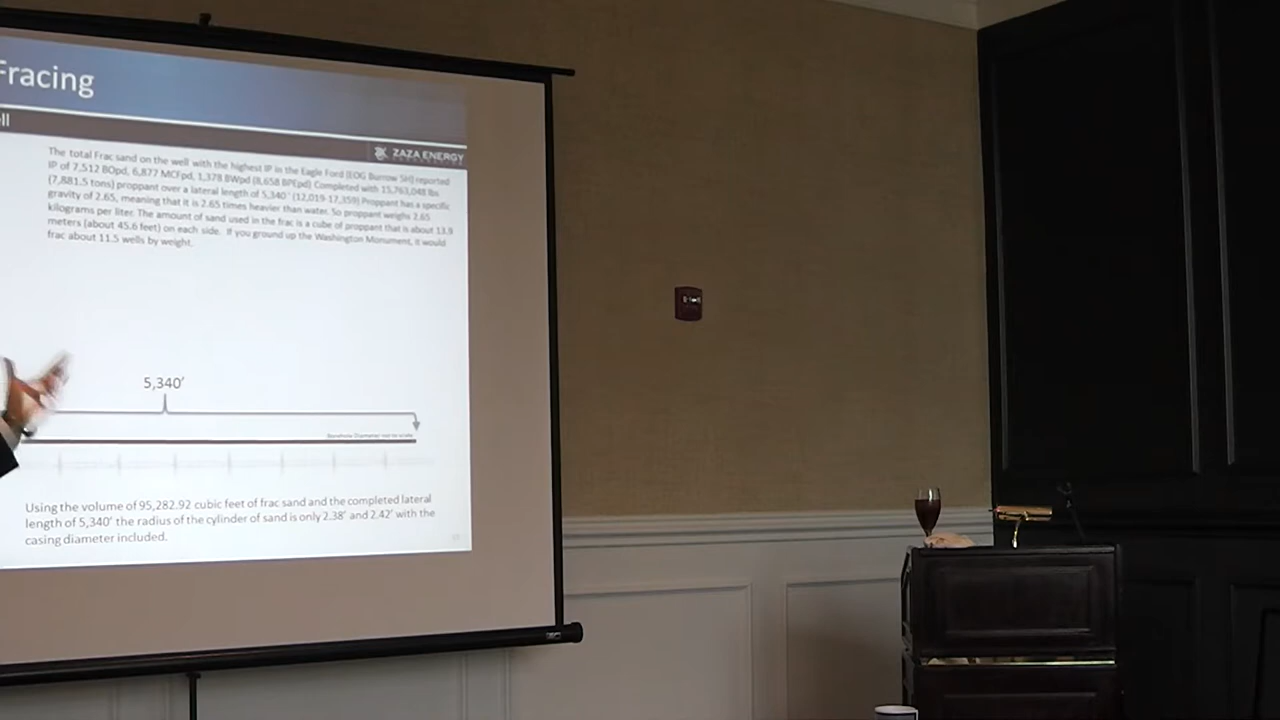 Fracing
ll
ZAZA ENERGY
The total Frac sand on the well with the highest IP in the Eagle Ford (EOG Burrow 5H) reported
IP of 7,512 BOpd, 6,877 MCFpd, 1,378 BWpd (8,658 BPEpd) Completed with 15,763,048 lbs
(7,881.5 tons) proppant over a lateral length of 5,340' (12,019-17,359) Proppant has a specific
gravity of 2.65, meaning that it is 2.65 times heavier than water. So proppant weighs 2.65
kilograms per liter. The amount of sand used in the frac is a cube of proppant that is about 13.9
meters (about 45.6 feet) on each side. If you ground up the Washington Monument, it would
frac about 11.5 wells by weight.
5,340'
Borehole Diameter not to scale
Using the volume of 95,282.92 cubic feet of frac sand and the completed lateral
length of 5,340' the radius of the cylinder of sand is only 2.38' and 2.42' with the
casing diameter included.